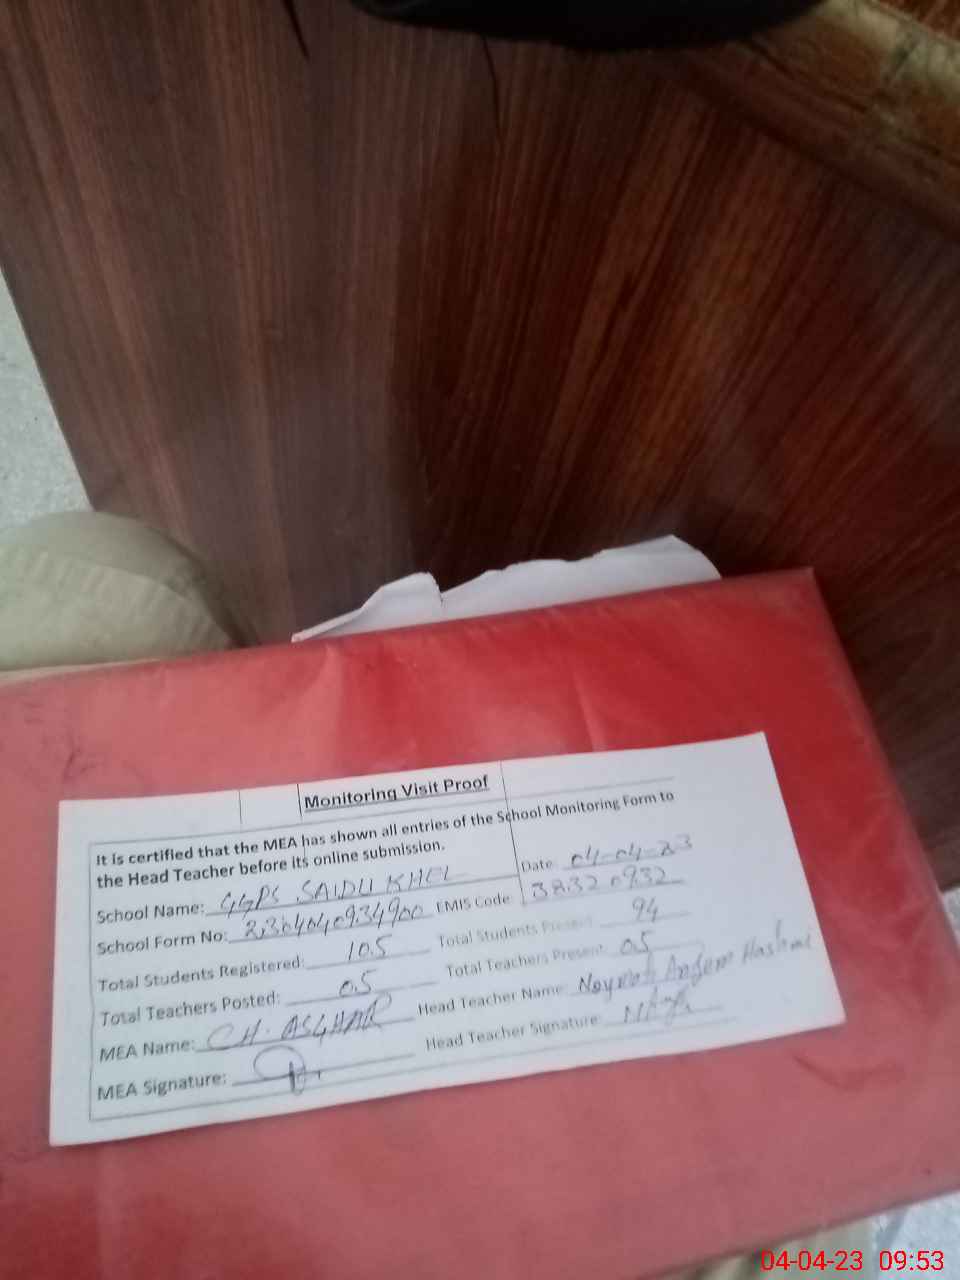 Monitoring Visit Proof
It is certified that the MEA has shown all entries of the School Monitoring Form to
the Head Teacher before its online submission.
Date: 04-04-23
School Name: GGPS SAIDU KHEL
School Form No: EMIS Code: 38320932
Total Students Registered: 105 Total Students Present: 94
Total Teachers Posted: 05 Total Teachers Present: 05
MEA Name: CH. ASGHAR Head Teacher Name: Hashmi
MEA Signature: Head Teacher Signature:
04-04-23 09:53